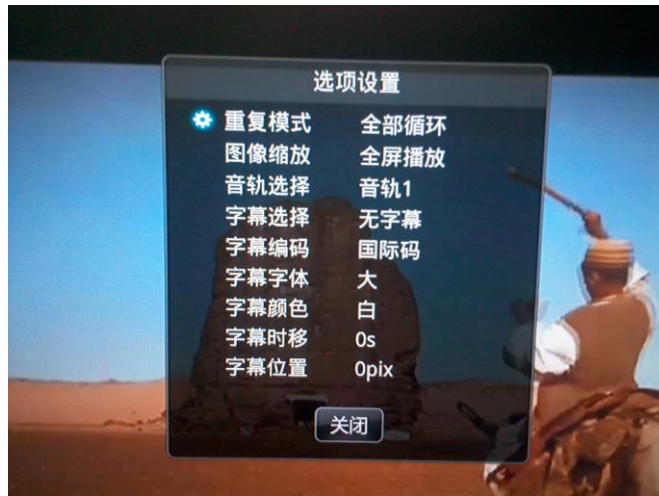 选项设置
重复模式 全部循环
图像缩放 全屏播放
音轨选择 音轨1
字幕选择 无字幕
字幕编码 国际码
字幕字体 大
字幕颜色 白
字幕时移 0s
字幕位置 0pix
关闭